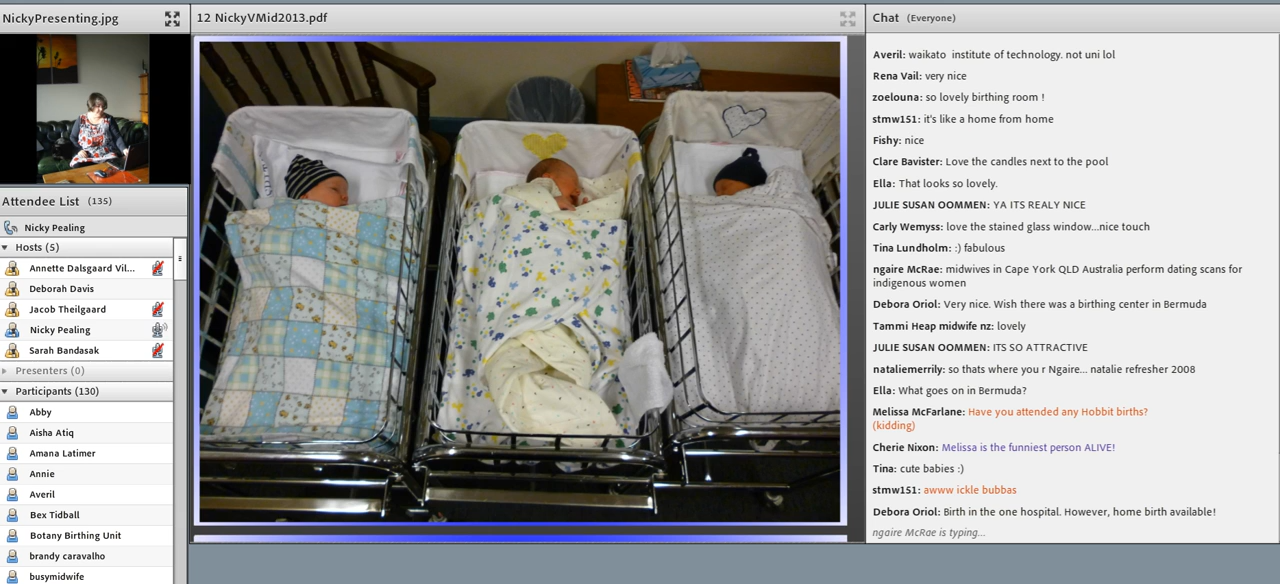 NickyPresenting.jpg
Attendee List (135)
Nicky Pealing
Hosts (5)
Annette Dalsgaard Vil...
Deborah Davis
Jacob Theilgaard
Nicky Pealing
Sarah Bandasak
Presenters (0)
Participants (130)
Abby
Aisha Atiq
Amana Latimer
Annie
Averil
Bex Tidball
Botany Birthing Unit
brandy caravalho
busymidwife
12 NickyVMid2013.pdf
Chat (Everyone)
Averil: waikato institute of technology. not uni lol
Rena Vail: very nice
zoelouna: so lovely birthing room !
stmw151: it's like a home from home
Fishy: nice
Clare Bavister: Love the candles next to the pool
Ella: That looks so lovely.
JULIE SUSAN OOMMEN: YA ITS REALY NICE
Carly Wemyss: love the stained glass window...nice touch
Tina Lundholm: :) fabulous
ngaire McRae: midwives in Cape York QLD Australia perform dating scans for
indigenous women
Debora Oriol: Very nice. Wish there was a birthing center in Bermuda
Tammi Heap midwife nz: lovely
JULIE SUSAN OOMMEN: ITS SO ATTRACTIVE
nataliemerrily: so thats where you r Ngaire... natalie refresher 2008
Ella: What goes on in Bermuda?
Melissa McFarlane: Have you attended any Hobbit births?
(kidding)
Cherie Nixon: Melissa is the funniest person ALIVE!
Tina: cute babies :)
stmw151: awww ickle bubbas
Debora Oriol: Birth in the one hospital. However, home birth available!
ngaire McRae is typing...